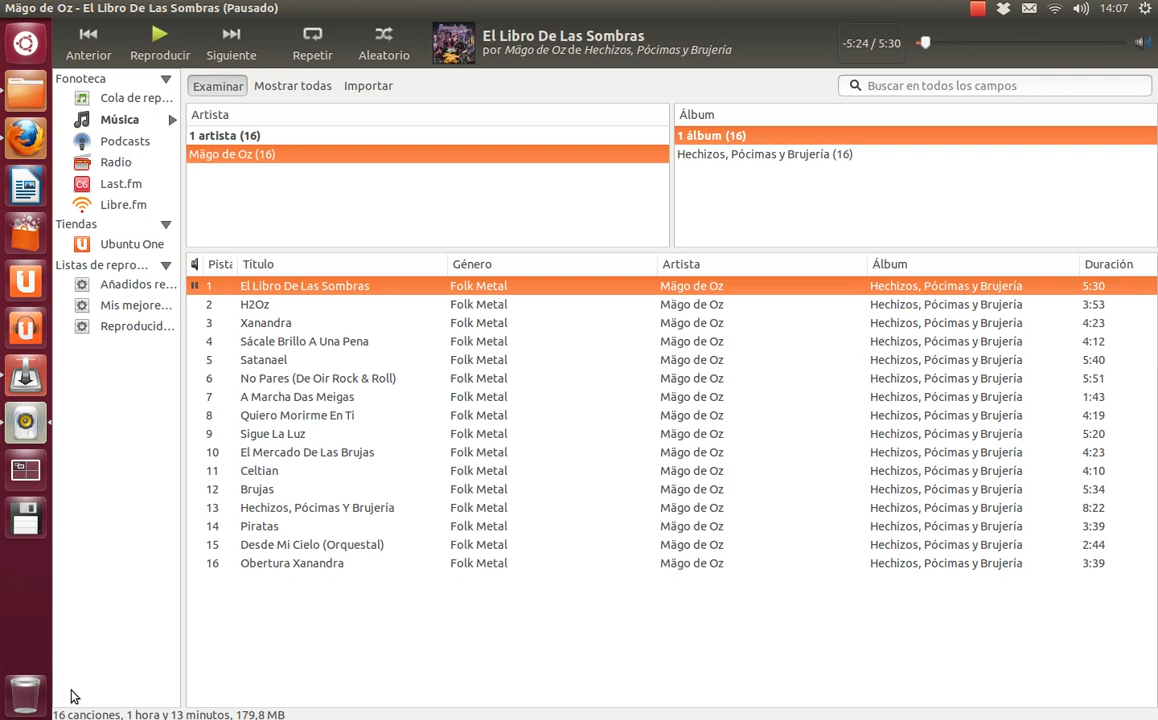 Mägo de Oz - El Libro De Las Sombras (Pausado)
14:07
Anterior
Reproducir
Siguiente
Repetir
Aleatorio
El Libro De Las Sombras
por Mägo de Oz de Hechizos, Pócimas y Brujería
-5:24 / 5:30
Fonoteca
Cola de rep...
Música
Podcasts
Radio
Last.fm
Libre.fm
Tiendas
Ubuntu One
Listas de repro...
Añadidos re...
Mis mejore...
Reproducid...
Examinar Mostrar todas Importar
Buscar en todos los campos
Artista
1 artista (16)
Mägo de Oz (16)
Álbum
1 álbum (16)
Hechizos, Pócimas y Brujería (16)
Pista Título Género Artista Álbum Duración
1 El Libro De Las Sombras Folk Metal Mägo de Oz Hechizos, Pócimas y Brujería 5:30
2 H2Oz Folk Metal Mägo de Oz Hechizos, Pócimas y Brujería 3:53
3 Xanandra Folk Metal Mägo de Oz Hechizos, Pócimas y Brujería 4:23
4 Sácale Brillo A Una Pena Folk Metal Mägo de Oz Hechizos, Pócimas y Brujería 4:12
5 Satanael Folk Metal Mägo de Oz Hechizos, Pócimas y Brujería 5:40
6 No Pares (De Oir Rock & Roll) Folk Metal Mägo de Oz Hechizos, Pócimas y Brujería 5:51
7 A Marcha Das Meigas Folk Metal Mägo de Oz Hechizos, Pócimas y Brujería 1:43
8 Quiero Morirme En Ti Folk Metal Mägo de Oz Hechizos, Pócimas y Brujería 4:19
9 Sigue La Luz Folk Metal Mägo de Oz Hechizos, Pócimas y Brujería 5:20
10 El Mercado De Las Brujas Folk Metal Mägo de Oz Hechizos, Pócimas y Brujería 4:23
11 Celtian Folk Metal Mägo de Oz Hechizos, Pócimas y Brujería 4:10
12 Brujas Folk Metal Mägo de Oz Hechizos, Pócimas y Brujería 5:34
13 Hechizos, Pócimas Y Brujería Folk Metal Mägo de Oz Hechizos, Pócimas y Brujería 8:22
14 Piratas Folk Metal Mägo de Oz Hechizos, Pócimas y Brujería 3:39
15 Desde Mi Cielo (Orquestal) Folk Metal Mägo de Oz Hechizos, Pócimas y Brujería 2:44
16 Obertura Xanandra Folk Metal Mägo de Oz Hechizos, Pócimas y Brujería 3:39
16 canciones, 1 hora y 13 minutos, 179,8 MB